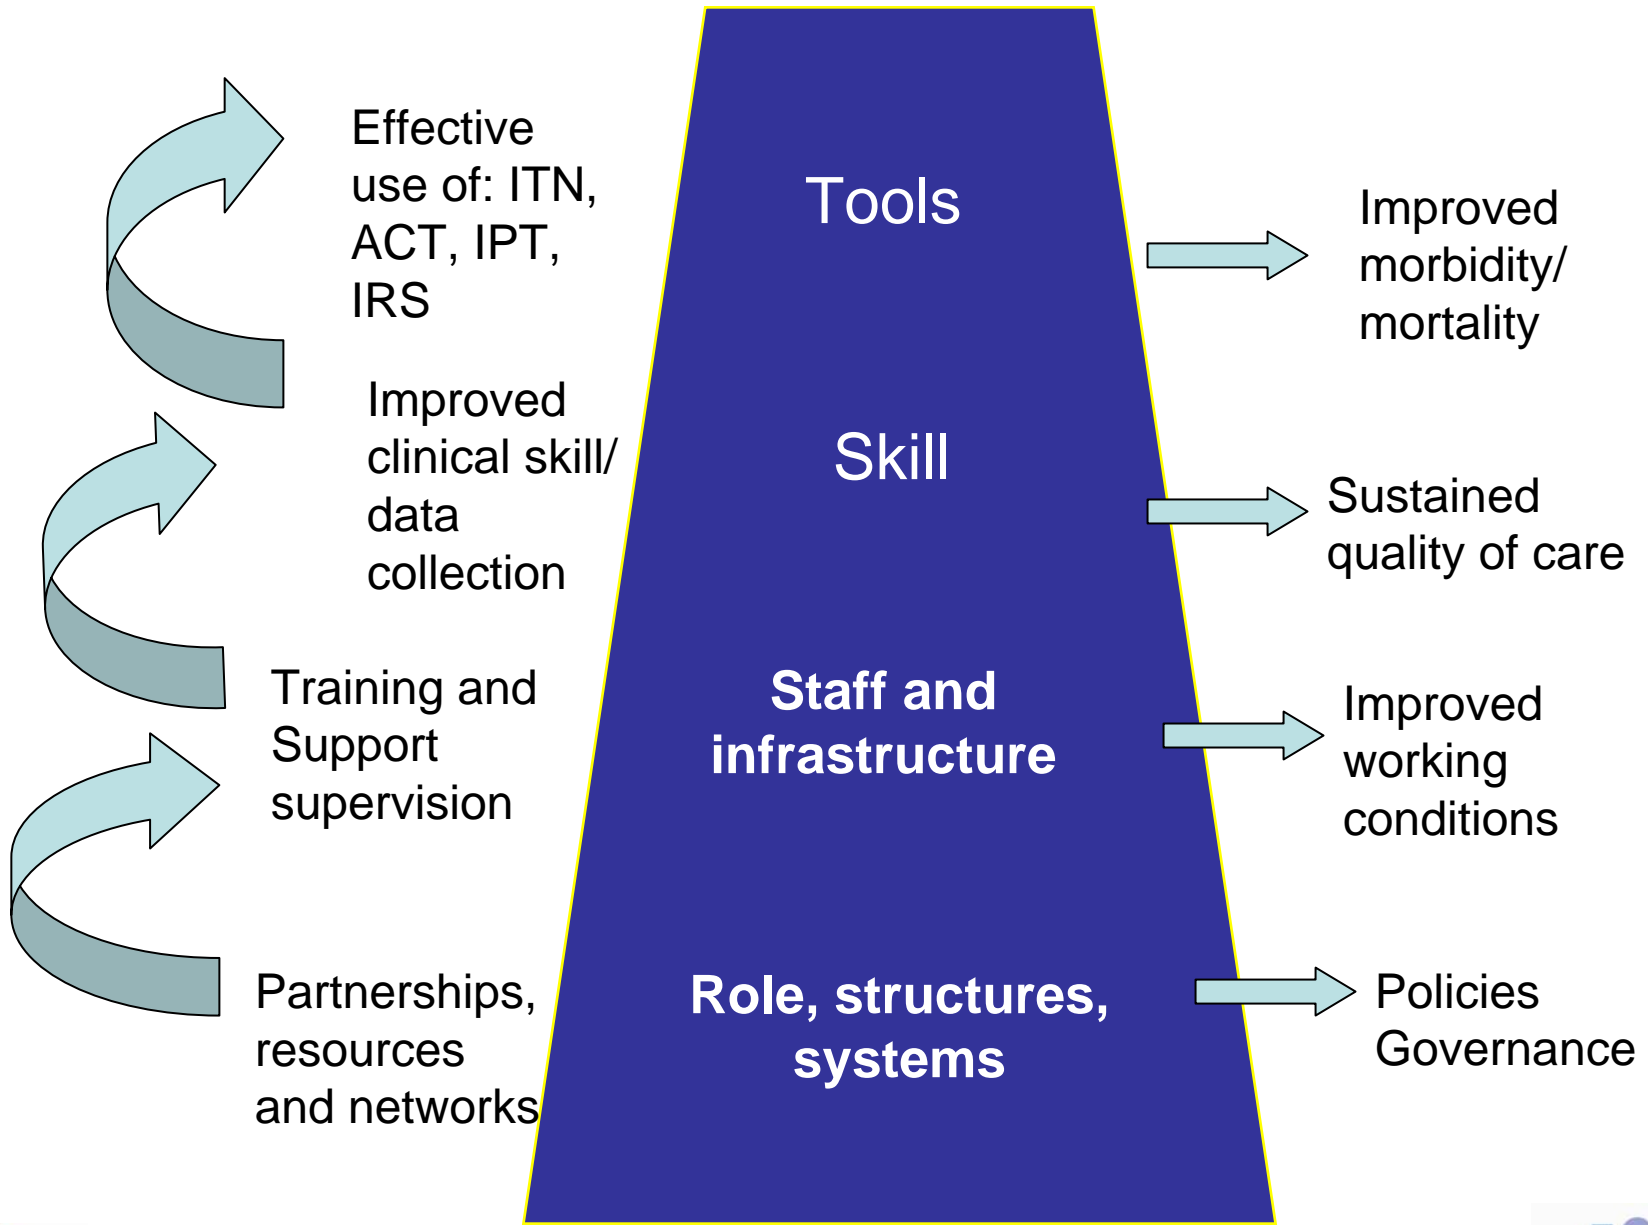 Effective
use of: ITN,
ACT, IPT,
IRS
Tools
Improved
morbidity/
mortality
Improved
clinical skill/
data
collection
Skill
Sustained
quality of care
Training and
Support
supervision
Staff and
infrastructure
Improved
working
conditions
Partnerships,
resources
and networks
Role, structures,
systems
Policies
Governance